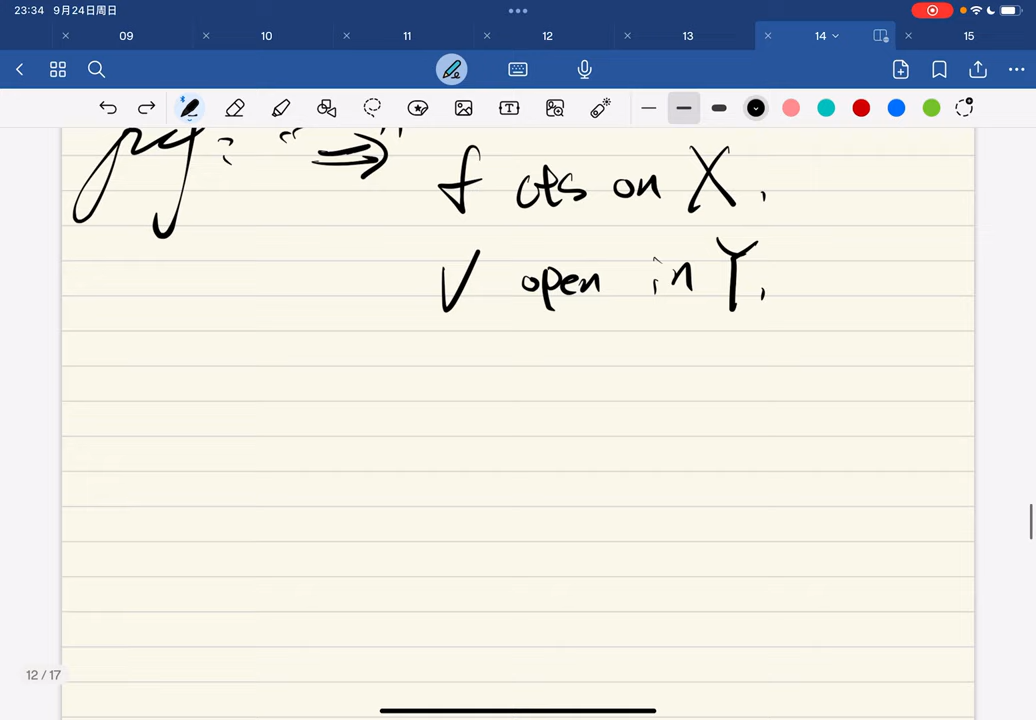 23:34 9月24日周日
09 10 11 12 13 14 15
pf: "⇒" f cts on X,
V open in Y,
12 / 17